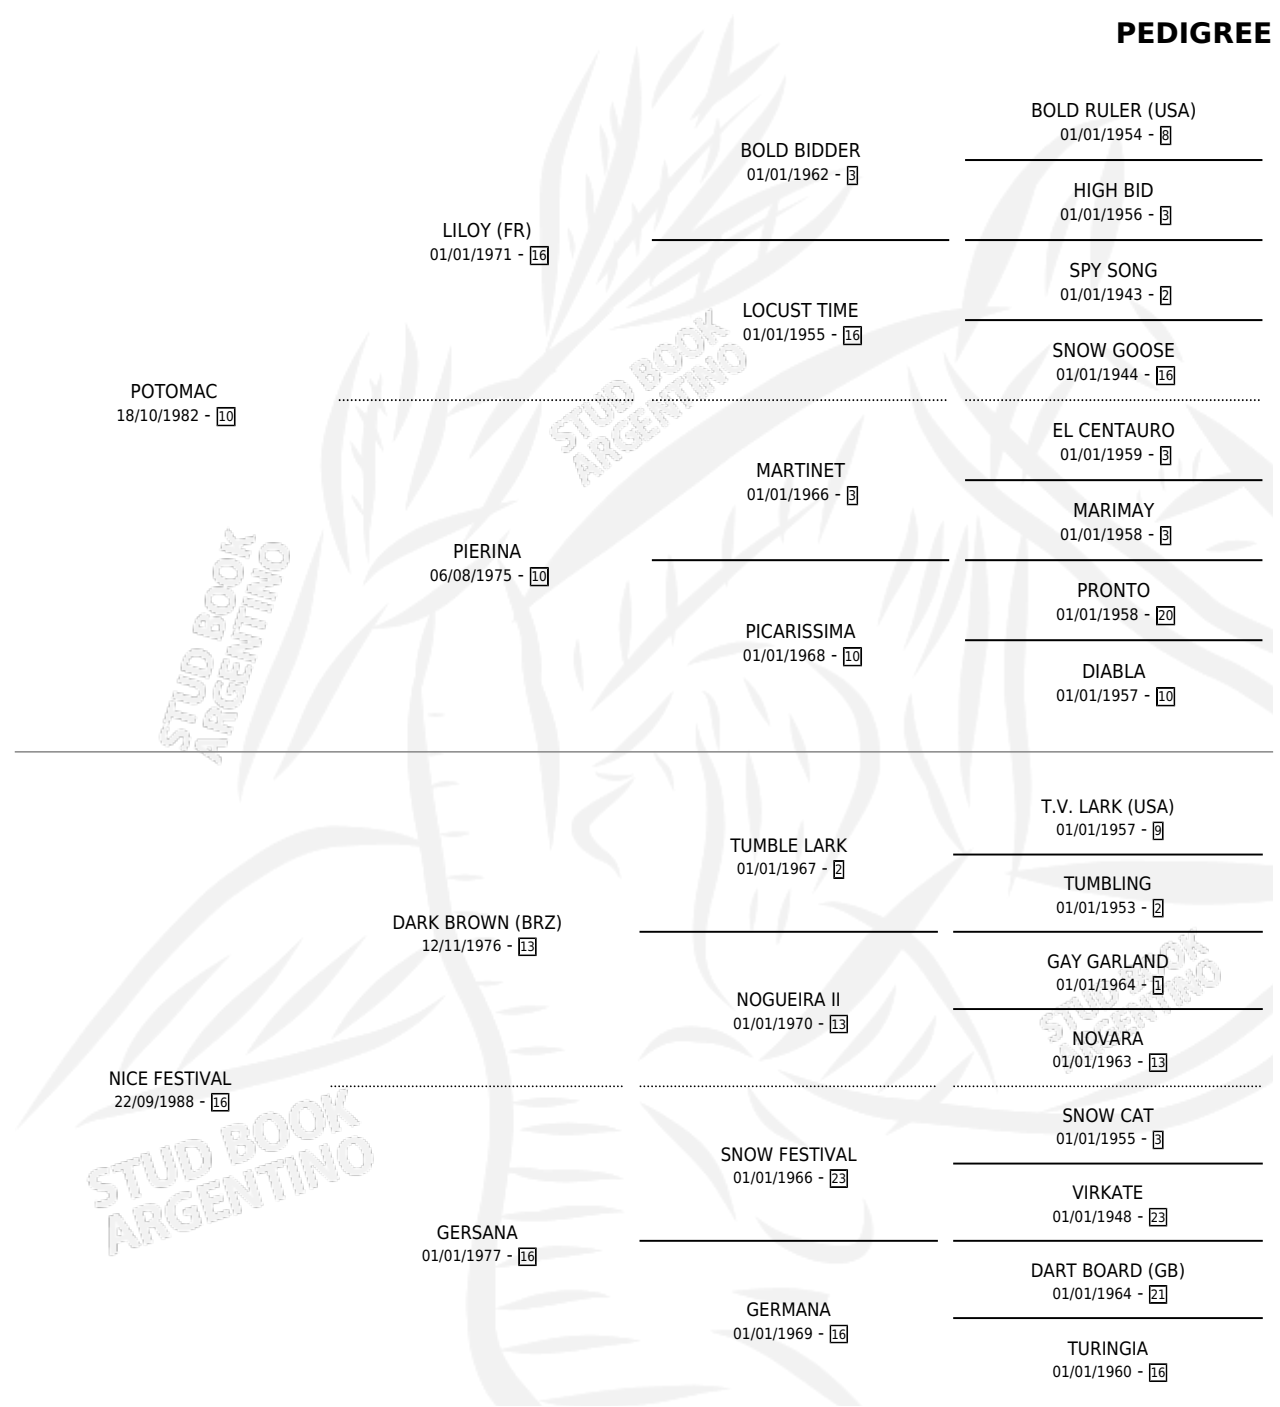 PEDIGREE
BOLD RULER (USA)
01/01/1954 - 8
BOLD BIDDER
01/01/1962 - 3
HIGH BID
01/01/1956 - 3
LILOY (FR)
01/01/1971 - 16
SPY SONG
01/01/1943 - 2
LOCUST TIME
01/01/1955 - 16
SNOW GOOSE
01/01/1944 - 16
POTOMAC
18/10/1982 - 10
STUD BOOK
ARGENTINO
EL CENTAURO
01/01/1959 - 3
MARTINET
01/01/1966 - 3
MARIMAY
01/01/1958 - 3
PIERINA
06/08/1975 - 10
PRONTO
01/01/1958 - 20
PICARISSIMA
01/01/1968 - 10
DIABLA
01/01/1957 - 10
STUD BOOK
ARGENTINO
T.V. LARK (USA)
01/01/1957 - 9
TUMBLE LARK
01/01/1967 - 2
TUMBLING
01/01/1953 - 2
DARK BROWN (BRZ)
12/11/1976 - 13
GAY GARLAND
01/01/1964 - 1
NOGUEIRA II
01/01/1970 - 13
STUD BOOK
ARGENTINO
NOVARA
01/01/1963 - 13
NICE FESTIVAL
22/09/1988 - 16
STUD BOOK
ARGENTINO
SNOW CAT
01/01/1955 - 3
SNOW FESTIVAL
01/01/1966 - 23
VIRKATE
01/01/1948 - 23
GERSANA
01/01/1977 - 16
DART BOARD (GB)
01/01/1964 - 21
GERMANA
01/01/1969 - 16
TURINGIA
01/01/1960 - 16